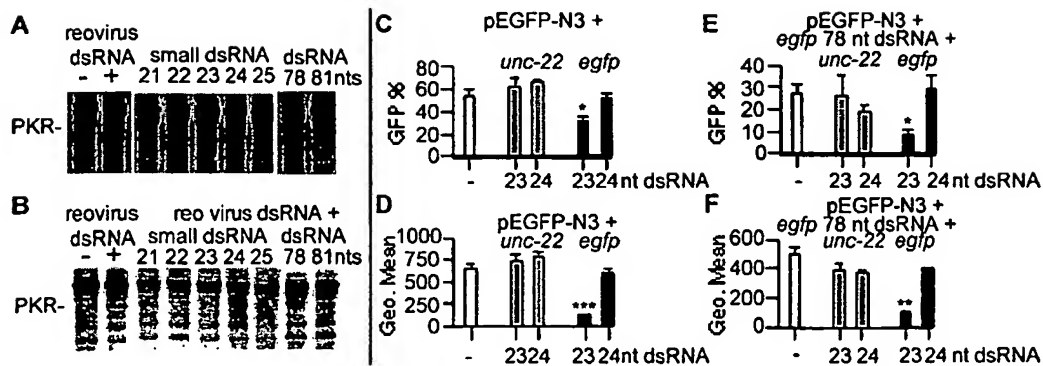 A
reovirus
dsRNA small dsRNA dsRNA
- + 21 22 23 24 25 78 81nts
PKR-
B
reovirus reo virus dsRNA +
dsRNA small dsRNA dsRNA
- + 21 22 23 24 25 78 81nts
PKR-
C
pEGFP-N3 +
unc-22 egfp
GFP %
80
60
40
20
0
*
- 23 24 23 24 nt dsRNA
D
pEGFP-N3 +
unc-22 egfp
Geo. Mean
1000
750
500
250
0
***
- 23 24 23 24 nt dsRNA
E
pEGFP-N3 +
egfp 78 nt dsRNA +
unc-22 egfp
GFP %
40
30
20
10
0
*
- 23 24 23 24 nt dsRNA
F
pEGFP-N3 +
egfp 78 nt dsRNA +
unc-22 egfp
Geo. Mean
600
400
200
0
**
- 23 24 23 24 nt dsRNA